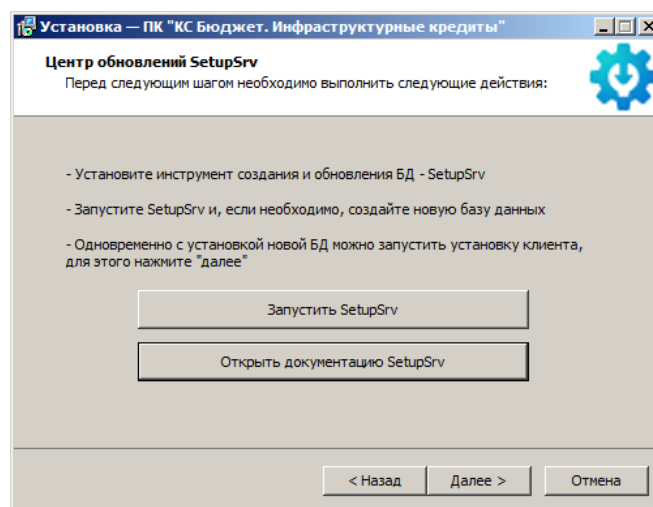 Установка — ПК "КС Бюджет. Инфраструктурные кредиты"
Центр обновлений SetupSrv
Перед следующим шагом необходимо выполнить следующие действия:
- Установите инструмент создания и обновления БД - SetupSrv
- Запустите SetupSrv и, если необходимо, создайте новую базу данных
- Одновременно с установкой новой БД можно запустить установку клиента,
для этого нажмите "далее"
Запустить SetupSrv
Открыть документацию SetupSrv
< Назад
Далее >
Отмена